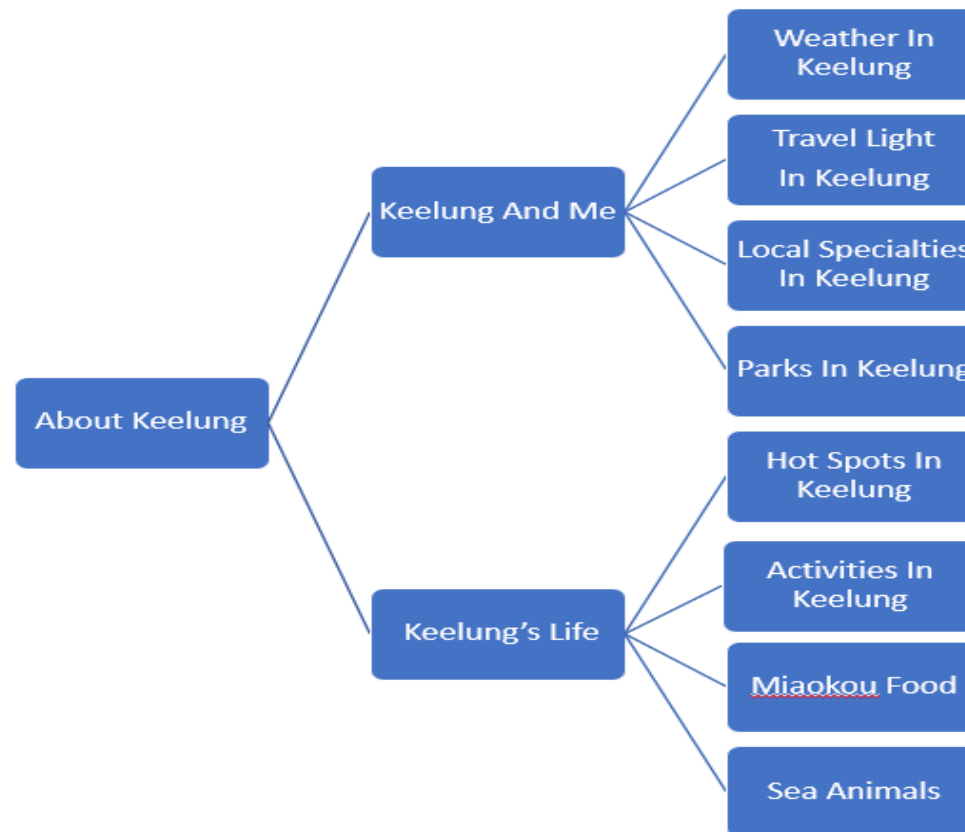 About Keelung
Keelung And Me
Weather In
Keelung
Travel Light
In Keelung
Local Specialties
In Keelung
Parks In Keelung
Keelung’s Life
Hot Spots In
Keelung
Activities In
Keelung
Miaokou Food
Sea Animals